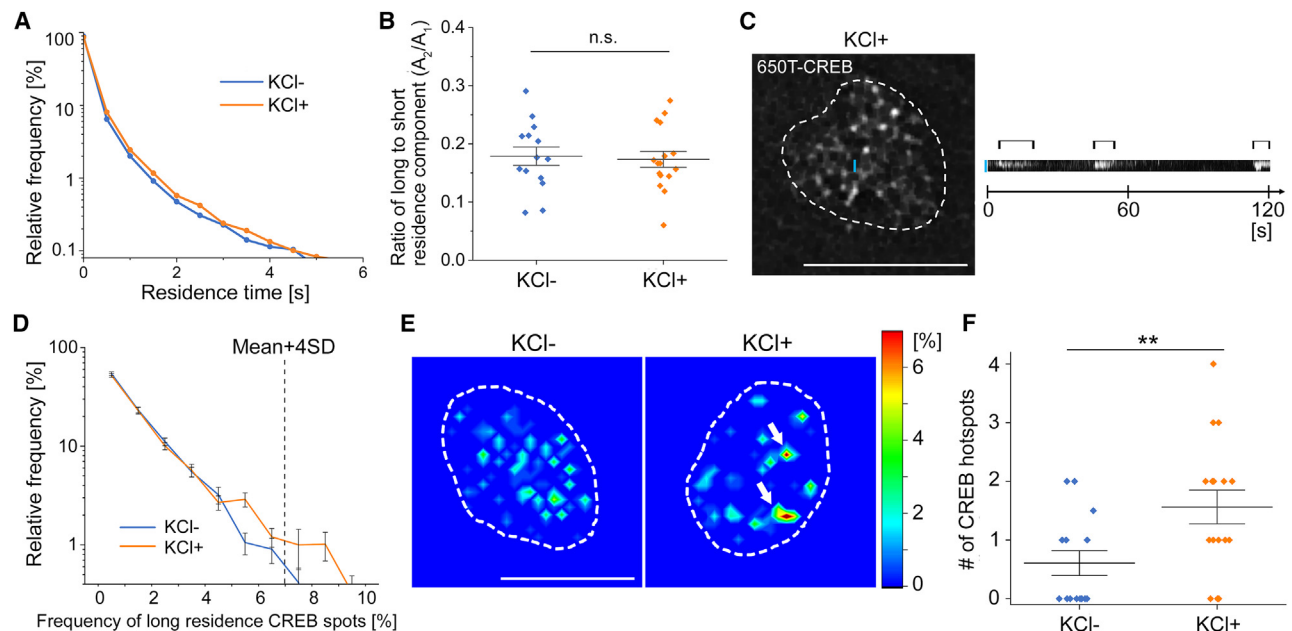 A
Relative frequency [%]
100
10
1
0.1
KCl-
KCl+
0
2
4
6
Residence time [s]
B
Ratio of long to short
residence component (A2/A1)
0.4
0.3
0.2
0.1
0.0
n.s.
KCl-
KCl+
C
KCl+
650T-CREB
0
60
120
[s]
D
Relative frequency [%]
100
10
1
Mean+4SD
KCl-
KCl+
0
2
4
6
8
10
Frequency of long residence CREB spots [%]
E
KCl-
KCl+
[%]
6
4
2
0
F
# of CREB hotspots
4
3
2
1
0
**
KCl-
KCl+